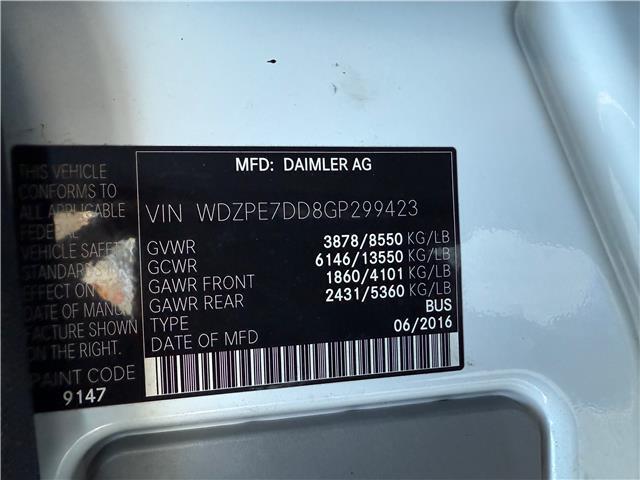 MFD: DAIMLER AG
THIS VEHICLE
CONFORMS TO
ALL APPLICABLE
FEDERAL
VEHICLE SAFETY
STANDARDS IN
EFFECT ON
DATE OF MANU
FACTURE SHOWN
ON THE RIGHT.
PAINT CODE
9147
VIN WDZPE7DD8GP299423
GVWR 3878/8550 KG/LB
GCWR 6146/13550 KG/LB
GAWR FRONT 1860/4101 KG/LB
GAWR REAR 2431/5360 KG/LB
TYPE BUS
DATE OF MFD 06/2016